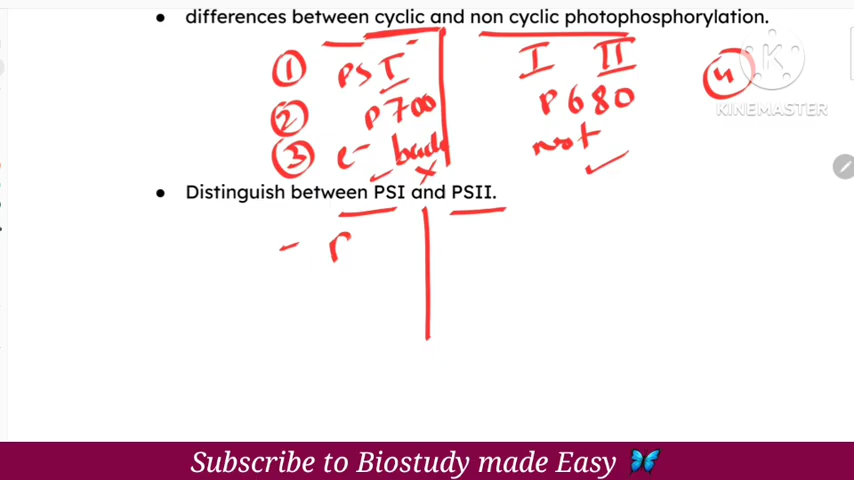 • differences between cyclic and non cyclic photophosphorylation.
① PS I I II ④
② P700 P680
③ e- back not
KINEMASTER
• Distinguish between PSI and PSII.
- P
Subscribe to Biostudy made Easy 🦋